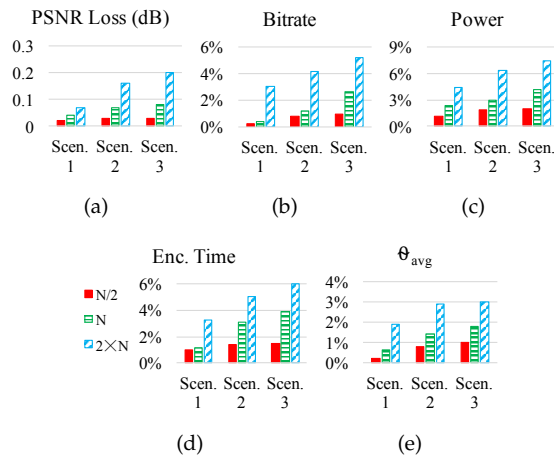 PSNR Loss (dB)
0.3
0.2
0.1
0
Scen. Scen. Scen.
1 2 3
(a)
Bitrate
6%
4%
2%
0%
Scen. Scen. Scen.
1 2 3
(b)
Power
9%
6%
3%
0%
Scen. Scen. Scen.
1 2 3
(c)
Enc. Time
N/2
N
2×N
6%
4%
2%
0%
Scen. Scen. Scen.
1 2 3
(d)
ϑavg
4%
3%
2%
1%
0%
Scen. Scen. Scen.
1 2 3
(e)